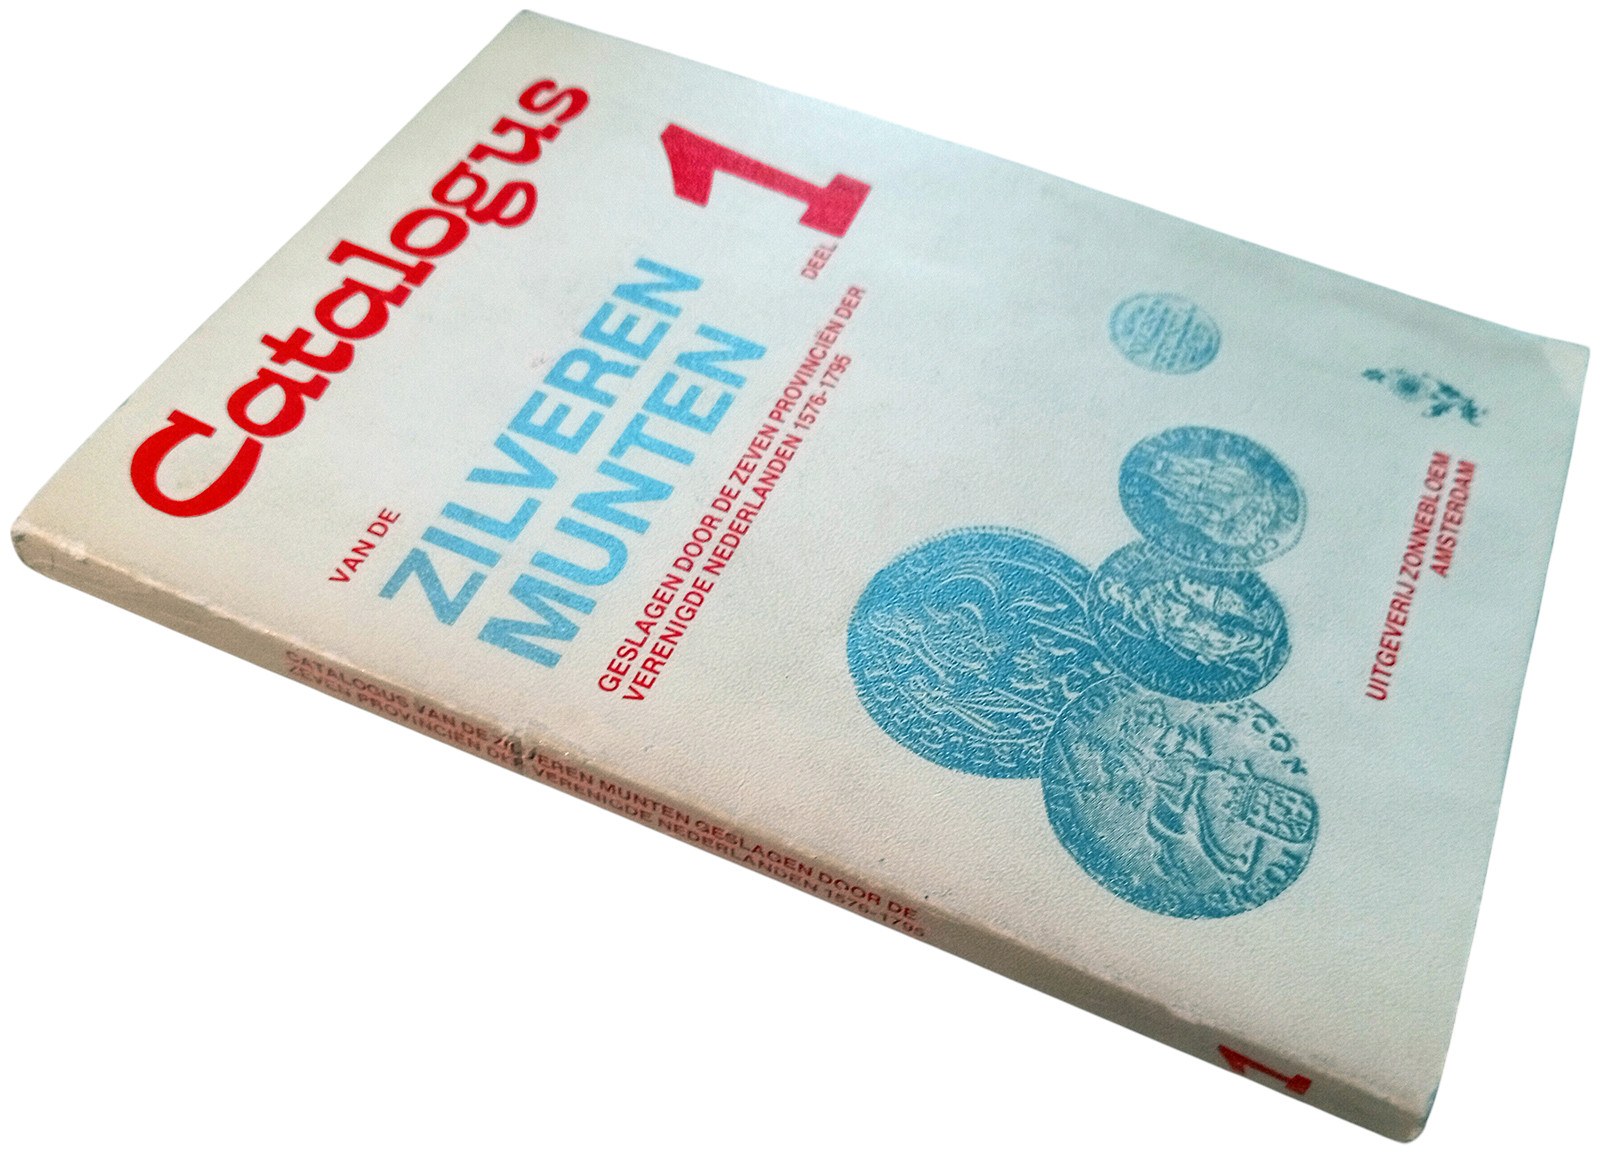 Catalogus
1
DEEL
VAN DE
ZILVEREN
MUNTEN
GESLAGEN DOOR DE ZEVEN PROVINCIËN DER
VERENIGDE NEDERLANDEN 1576-1795
UITGEVERIJ ZONNEBLOEM
AMSTERDAM
CATALOGUS VAN DE ZILVEREN MUNTEN GESLAGEN DOOR DE
ZEVEN PROVINCIËN DER VERENIGDE NEDERLANDEN 1576-1795
1